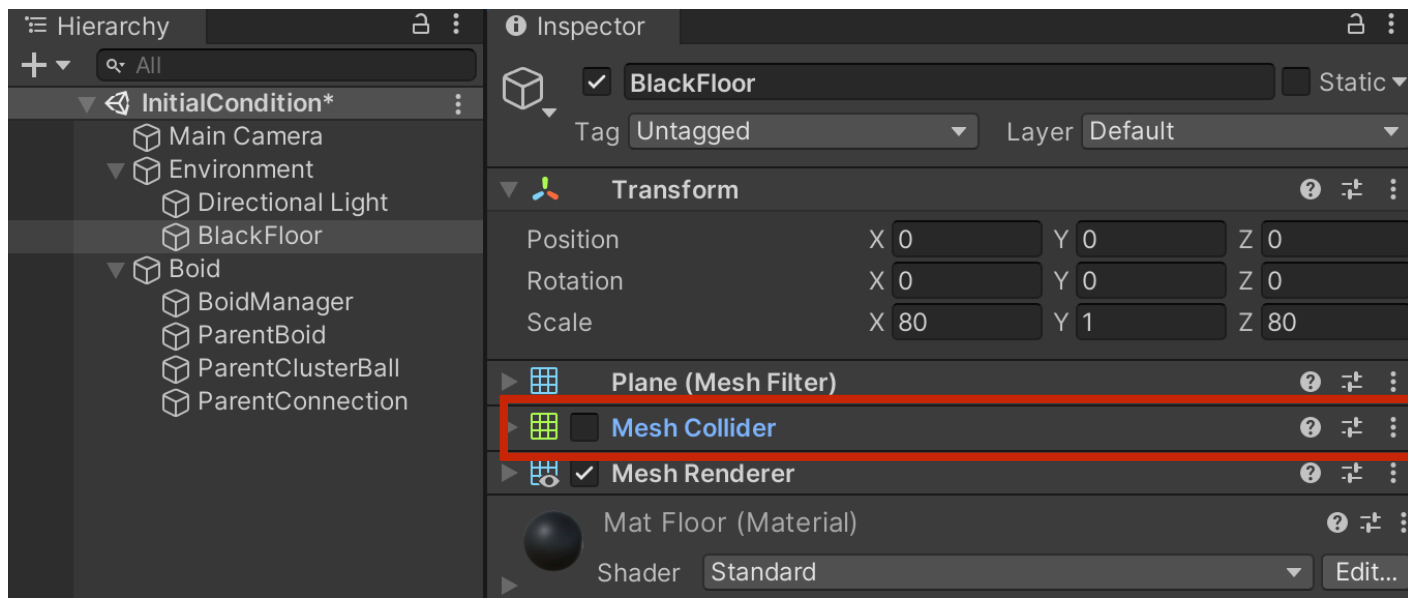 Hierarchy
All
InitialCondition*
Main Camera
Environment
Directional Light
BlackFloor
Boid
BoidManager
ParentBoid
ParentClusterBall
ParentConnection
Inspector
BlackFloor Static
Tag Untagged Layer Default
Transform
Position X 0 Y 0 Z 0
Rotation X 0 Y 0 Z 0
Scale X 80 Y 1 Z 80
Plane (Mesh Filter)
Mesh Collider
Mesh Renderer
Mat Floor (Material)
Shader Standard Edit...